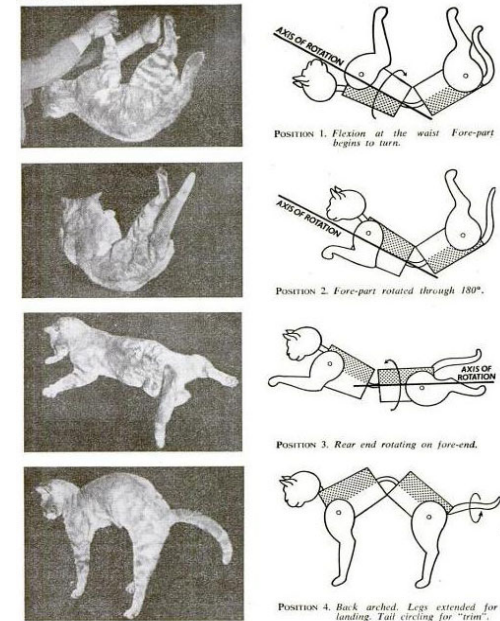 AXIS OF ROTATION
POSITION 1. Flexion at the waist Fore-part
begins to turn.
AXIS OF ROTATION
POSITION 2. Fore-part rotated through 180°.
AXIS OF
ROTATION
POSITION 3. Rear end rotating on fore-end.
POSITION 4. Back arched. Legs extended for
landing. Tail circling for "trim".